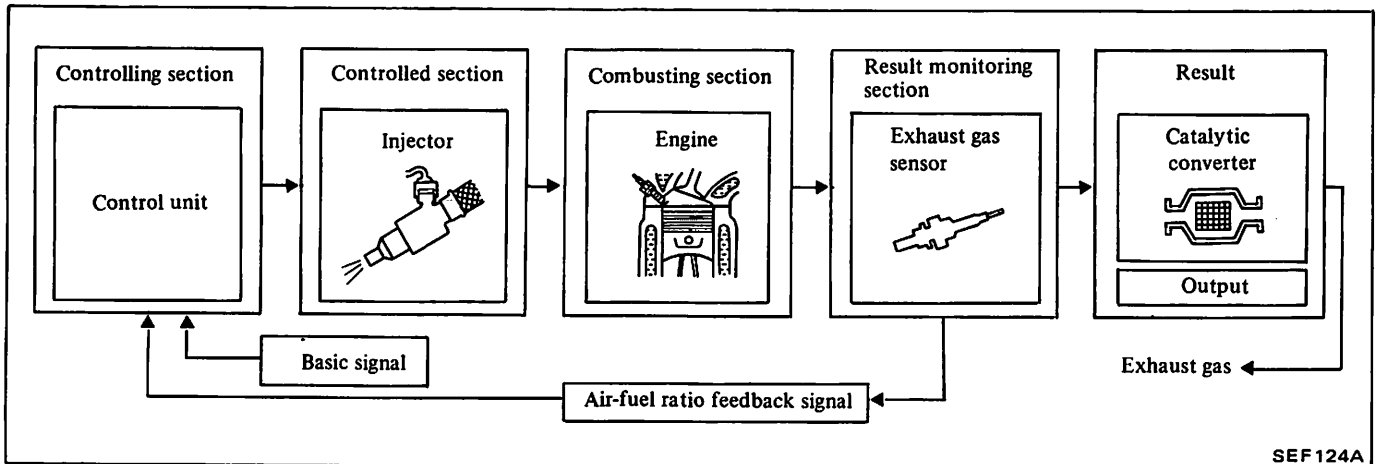 Controlling section
Control unit
Controlled section
Injector
Combusting section
Engine
Result monitoring
section
Exhaust gas
sensor
Result
Catalytic
converter
Output
Basic signal
Exhaust gas
Air-fuel ratio feedback signal
SEF124A